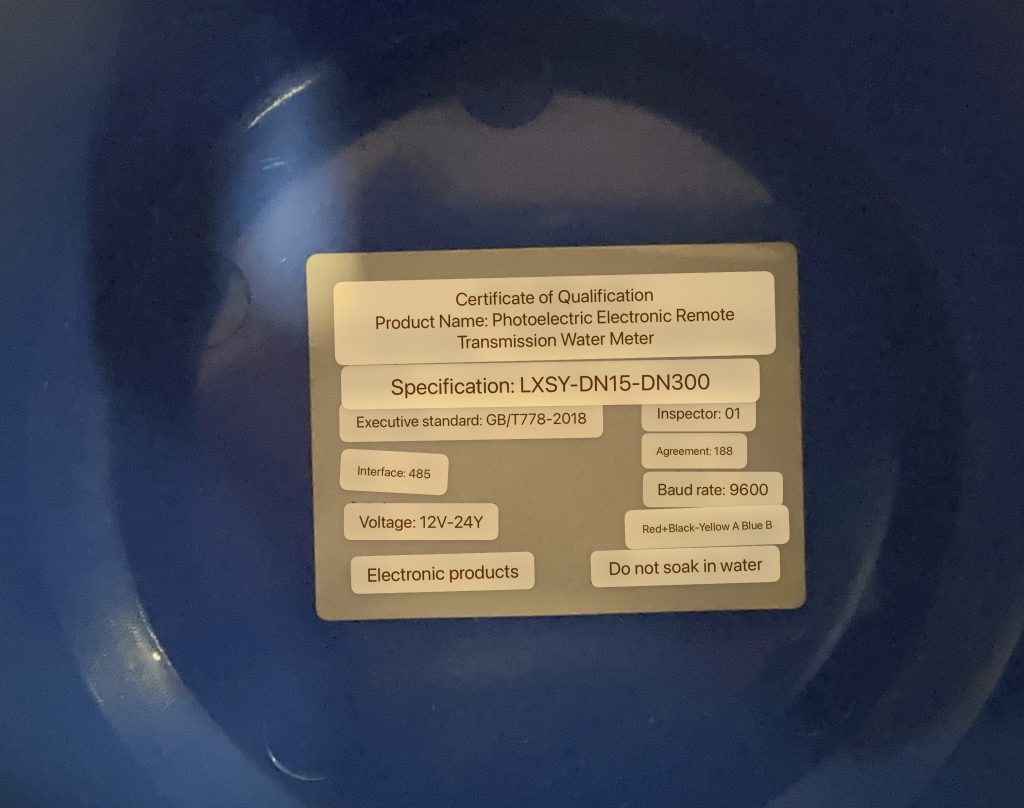 Certificate of Qualification
Product Name: Photoelectric Electronic Remote
Transmission Water Meter
Specification: LXSY-DN15-DN300
Executive standard: GB/T778-2018
Inspector: 01
Interface: 485
Agreement: 188
Baud rate: 9600
Voltage: 12V-24Y
Red+Black-Yellow A Blue B
Electronic products
Do not soak in water